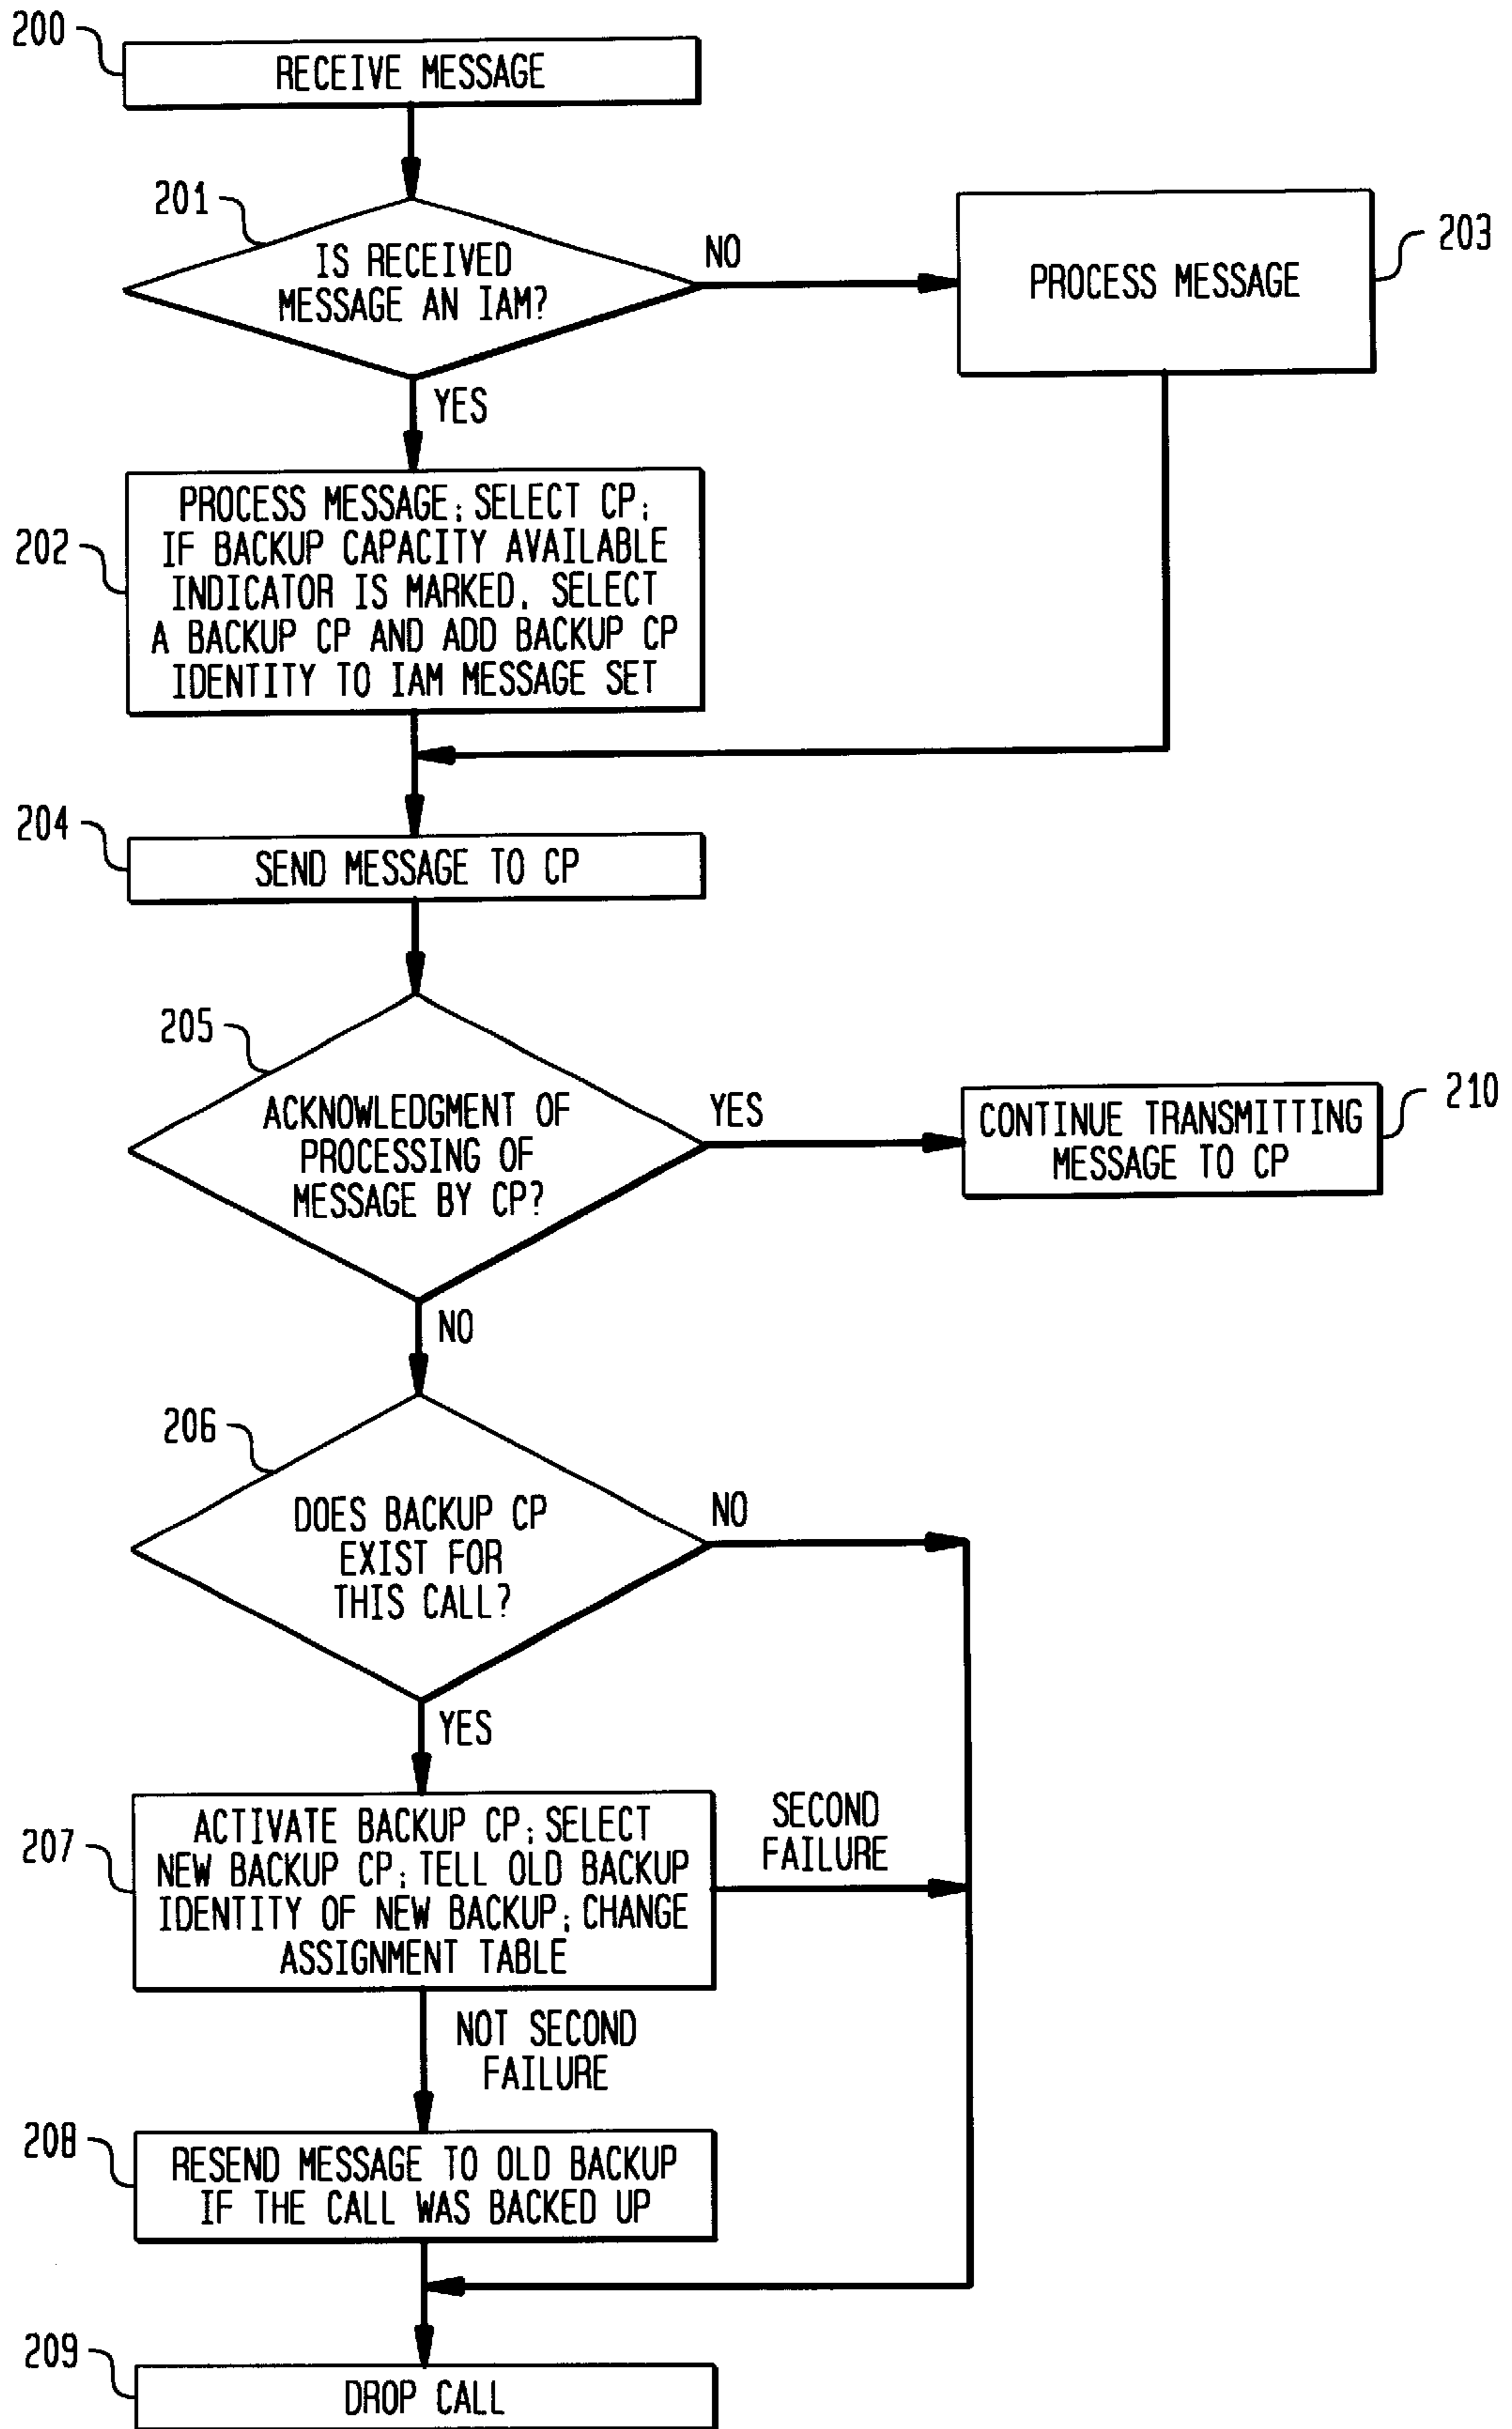 200
RECEIVE MESSAGE
201
IS RECEIVED
MESSAGE AN IAM?
NO
203
PROCESS MESSAGE
YES
202
PROCESS MESSAGE; SELECT CP;
IF BACKUP CAPACITY AVAILABLE
INDICATOR IS MARKED, SELECT
A BACKUP CP AND ADD BACKUP CP
IDENTITY TO IAM MESSAGE SET
204
SEND MESSAGE TO CP
205
ACKNOWLEDGMENT OF
PROCESSING OF
MESSAGE BY CP?
YES
210
CONTINUE TRANSMITTING
MESSAGE TO CP
NO
206
DOES BACKUP CP
EXIST FOR
THIS CALL?
NO
YES
207
ACTIVATE BACKUP CP; SELECT
NEW BACKUP CP; TELL OLD BACKUP
IDENTITY OF NEW BACKUP; CHANGE
ASSIGNMENT TABLE
SECOND
FAILURE
NOT SECOND
FAILURE
208
RESEND MESSAGE TO OLD BACKUP
IF THE CALL WAS BACKED UP
209
DROP CALL